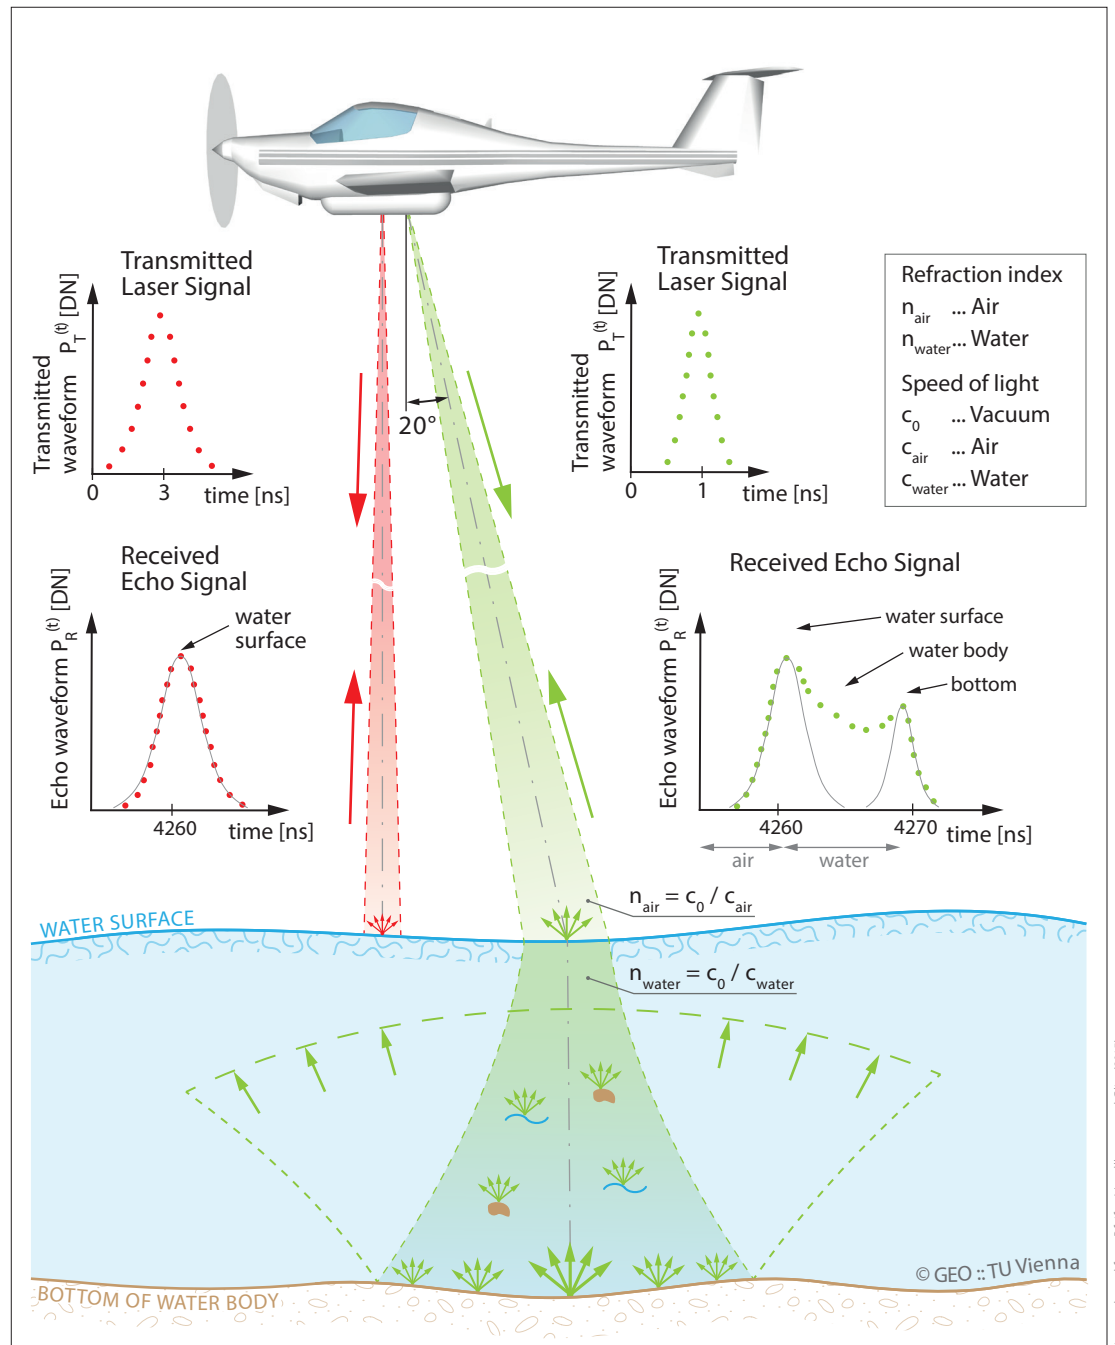 Transmitted
Laser Signal
Transmitted
waveform P_T^(t) [DN]
0 3 time [ns]
20°
Transmitted
Laser Signal
Transmitted
waveform P_T^(t) [DN]
0 1 time [ns]
Refraction index
n_air ... Air
n_water ... Water
Speed of light
c_0 ... Vacuum
c_air ... Air
c_water ... Water
Received
Echo Signal
Echo waveform P_R^(t) [DN]
water
surface
4260 time [ns]
Received Echo Signal
Echo waveform P_R^(t) [DN]
water surface
water body
bottom
4260 4270 time [ns]
air water
n_air = c_0 / c_air
WATER SURFACE
n_water = c_0 / c_water
© GEO :: TU Vienna
BOTTOM OF WATER BODY